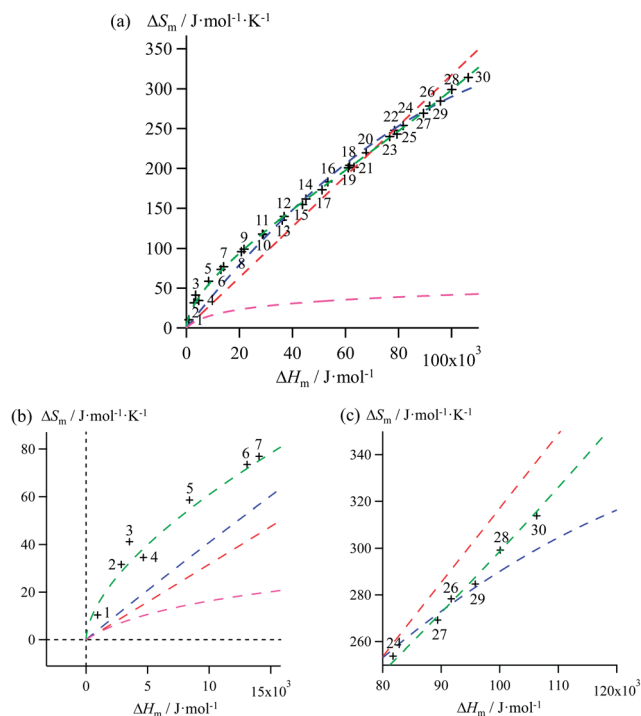 (a) ΔSm / J·mol-1·K-1
350
300
250
200
150
100
50
0
1 2 3 4 5 6 7 8 9 10 11 12 13 14 15 16 17 18 19 20 21 22 23 24 25 26 27 28 29 30
0 20 40 60 80 100x10³
ΔHm / J·mol-1
(b) ΔSm / J·mol-1·K-1
80
60
40
20
0
1 2 3 4 5 6 7
0 5 10 15x10³
ΔHm / J·mol-1
(c) ΔSm / J·mol-1·K-1
340
320
300
280
260
24 26 27 28 29 30
80 90 100 110 120x10³
ΔHm / J·mol-1